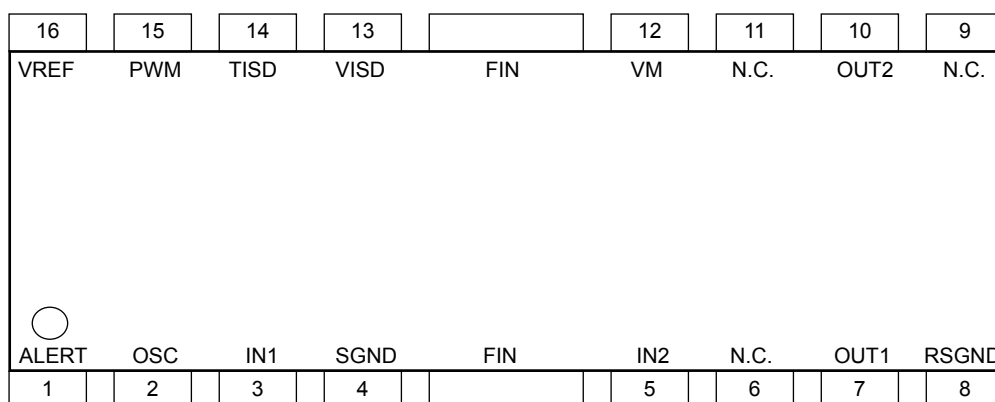 16 15 14 13 12 11 10 9
VREF PWM TISD VISD FIN VM N.C. OUT2 N.C.
ALERT OSC IN1 SGND FIN IN2 N.C. OUT1 RSGND
1 2 3 4 5 6 7 8